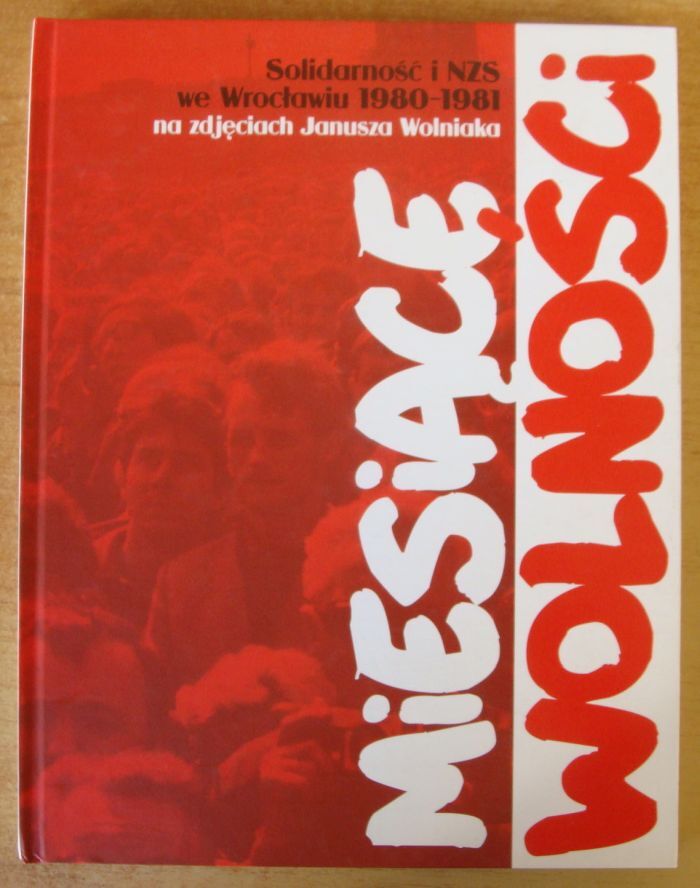 Solidarność i NZS
we Wrocławiu 1980-1981
na zdjęciach Janusza Wolniaka
MiESiĄCE
WOLNOŚCi